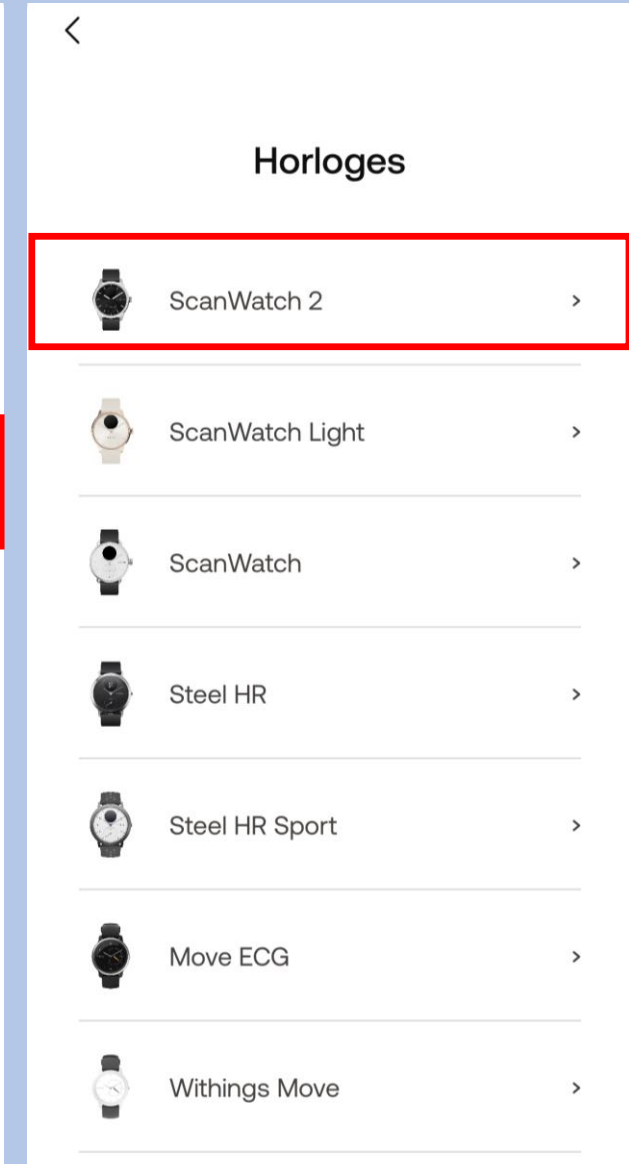 Horloges
ScanWatch 2
ScanWatch Light
ScanWatch
Steel HR
Steel HR Sport
Move ECG
Withings Move